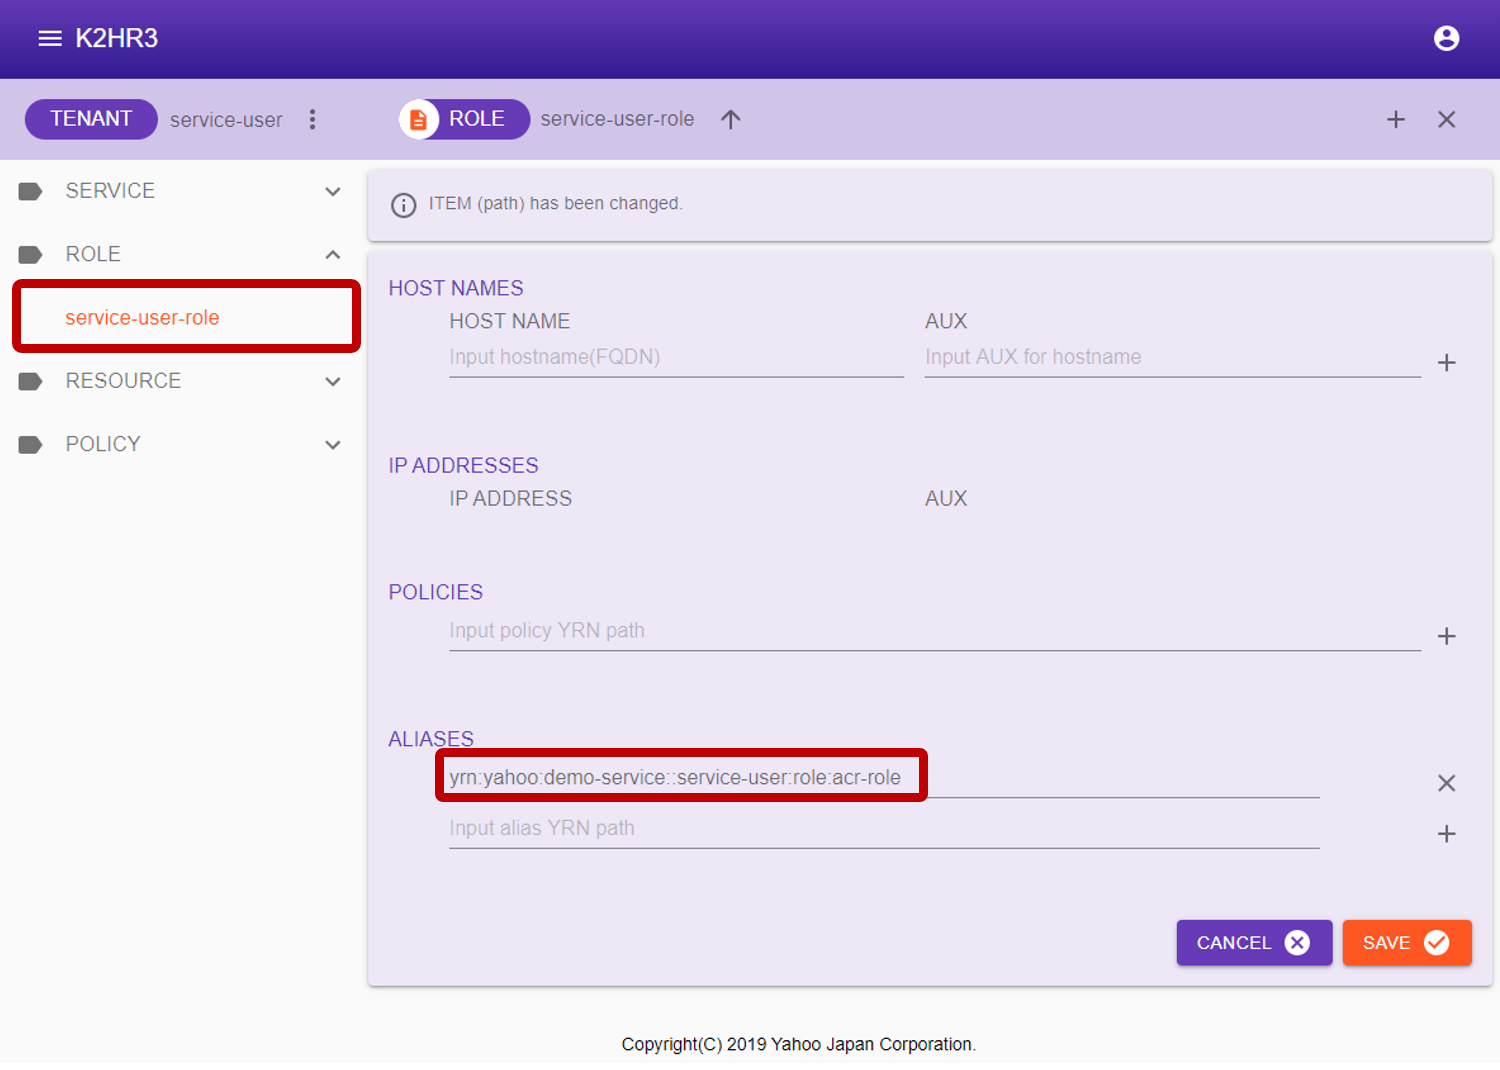 K2HR3
TENANT service-user
ROLE service-user-role
SERVICE
ROLE
service-user-role
RESOURCE
POLICY
ITEM (path) has been changed.
HOST NAMES
HOST NAME AUX
Input hostname(FQDN) Input AUX for hostname
IP ADDRESSES
IP ADDRESS AUX
POLICIES
Input policy YRN path
ALIASES
yrn:yahoo:demo-service::service-user:role:acr-role
Input alias YRN path
CANCEL SAVE
Copyright(C) 2019 Yahoo Japan Corporation.